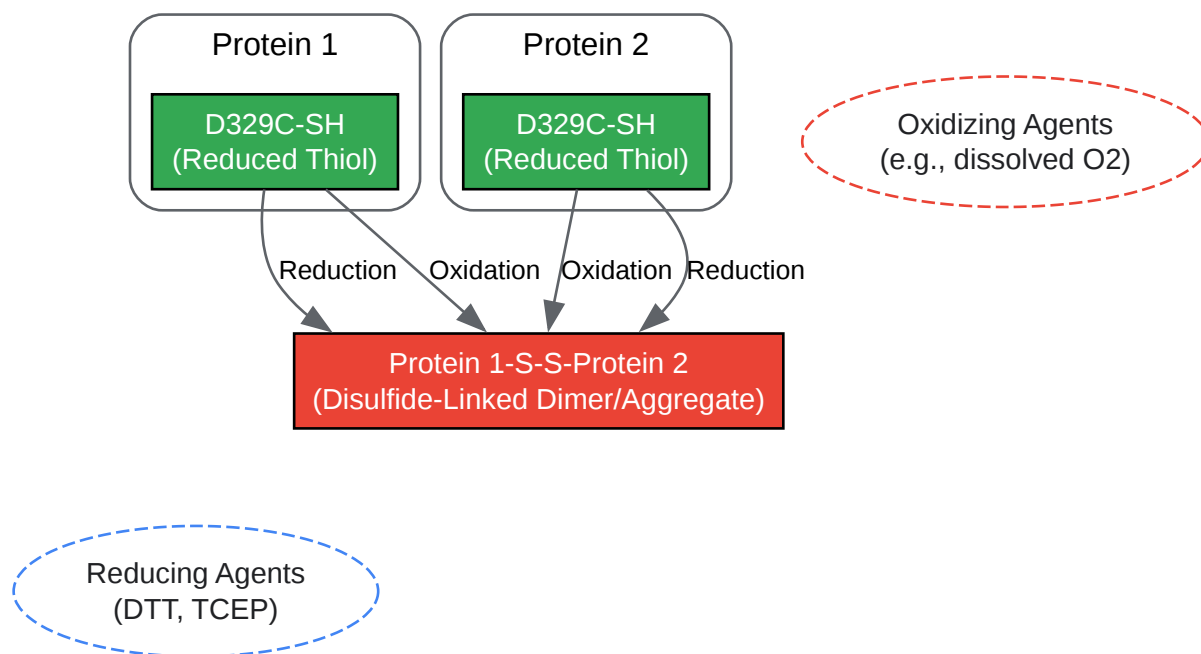 Protein 1
Protein 2
D329C-SH
(Reduced Thiol)
D329C-SH
(Reduced Thiol)
Oxidizing Agents
(e.g., dissolved O2)
Reduction
Oxidation
Oxidation
Reduction
Protein 1-S-S-Protein 2
(Disulfide-Linked Dimer/Aggregate)
Reducing Agents
(DTT, TCEP)